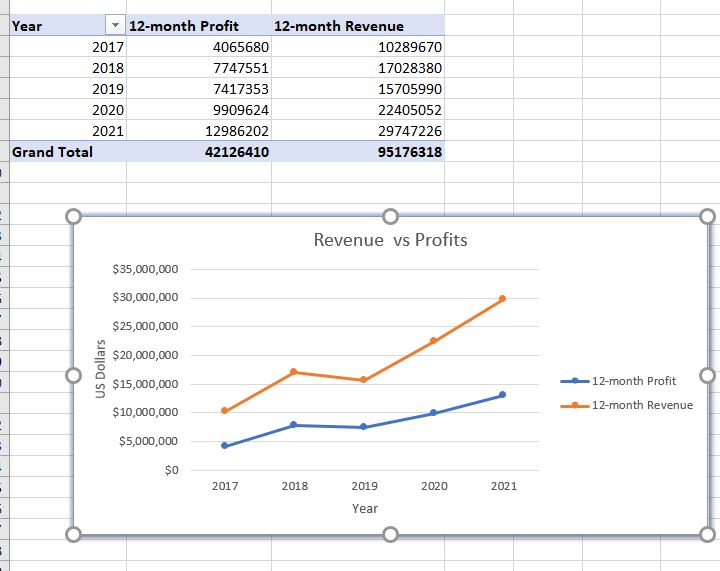 Year 12-month Profit 12-month Revenue
2017 4065680 10289670
2018 7747551 17028380
2019 7417353 15705990
2020 9909624 22405052
2021 12986202 29747226
Grand Total 42126410 95176318
Revenue vs Profits
$35,000,000
$30,000,000
$25,000,000
$20,000,000
$15,000,000
$10,000,000
$5,000,000
$0
US Dollars
2017 2018 2019 2020 2021
Year
12-month Profit
12-month Revenue